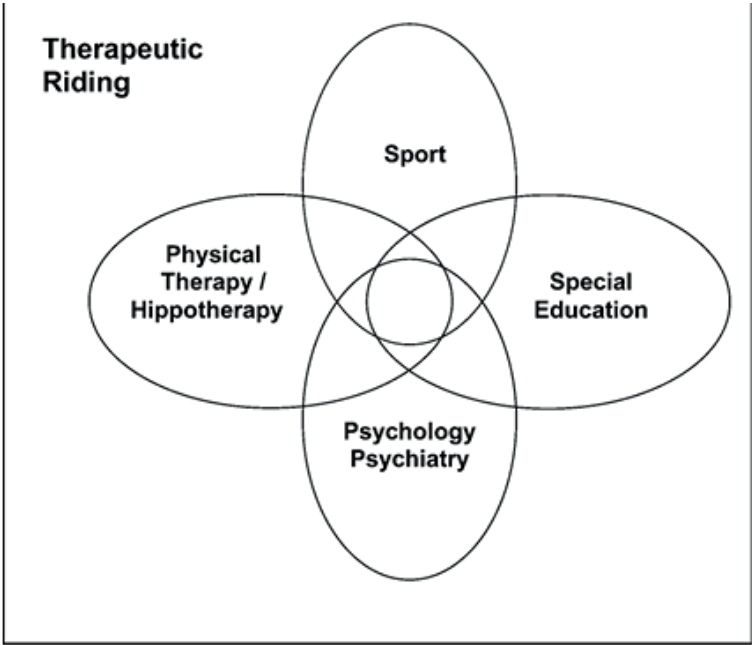 Therapeutic
Riding
Sport
Physical
Therapy /
Hippotherapy
Special
Education
Psychology
Psychiatry